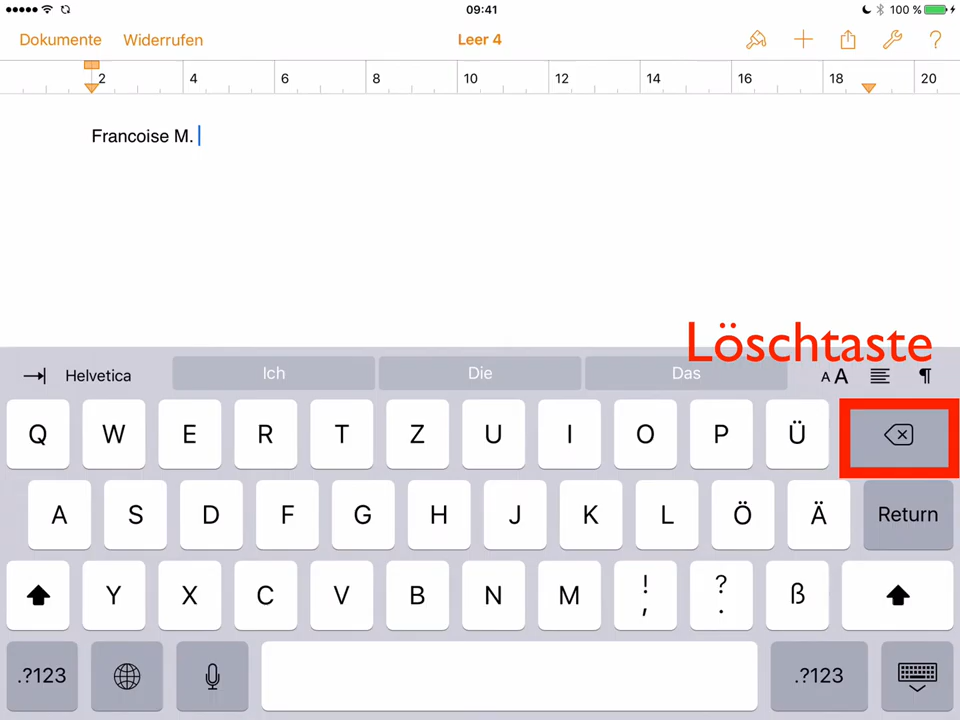 09:41
100 %
Dokumente Widerrufen Leer 4 ?
2 4 6 8 10 12 14 16 18 20
Francoise M.
Löschtaste
Helvetica Ich Die Das AA ¶
Q W E R T Z U I O P Ü
A S D F G H J K L Ö Ä Return
Y X C V B N M ! , ? . ß
.?123 .?123